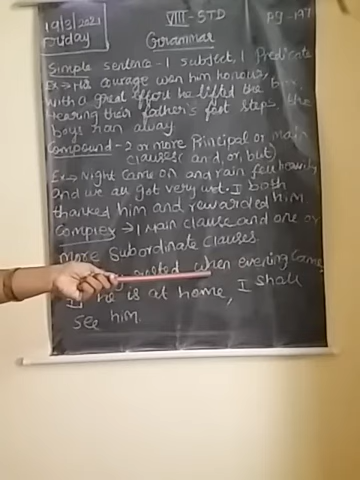 19/3/2021
Friday
VIII-STD
Pg-197
Grammar
Simple sentence-1 subject, 1 Predicate
Ex→ His courage won him honour,
with a great effort he lifted the box,
Hearing their father's foot steps, the
boys ran away.
Compound-2 or more Principal or main
clauses (and, or, but)
Ex→ Night came on and rain fell heavily
and we all got very wet. I both
thanked him and rewarded him
Complex → 1 Main clause and one or
more Subordinate Clauses.
rested when evening came,
If he is at home, I shall
see him.